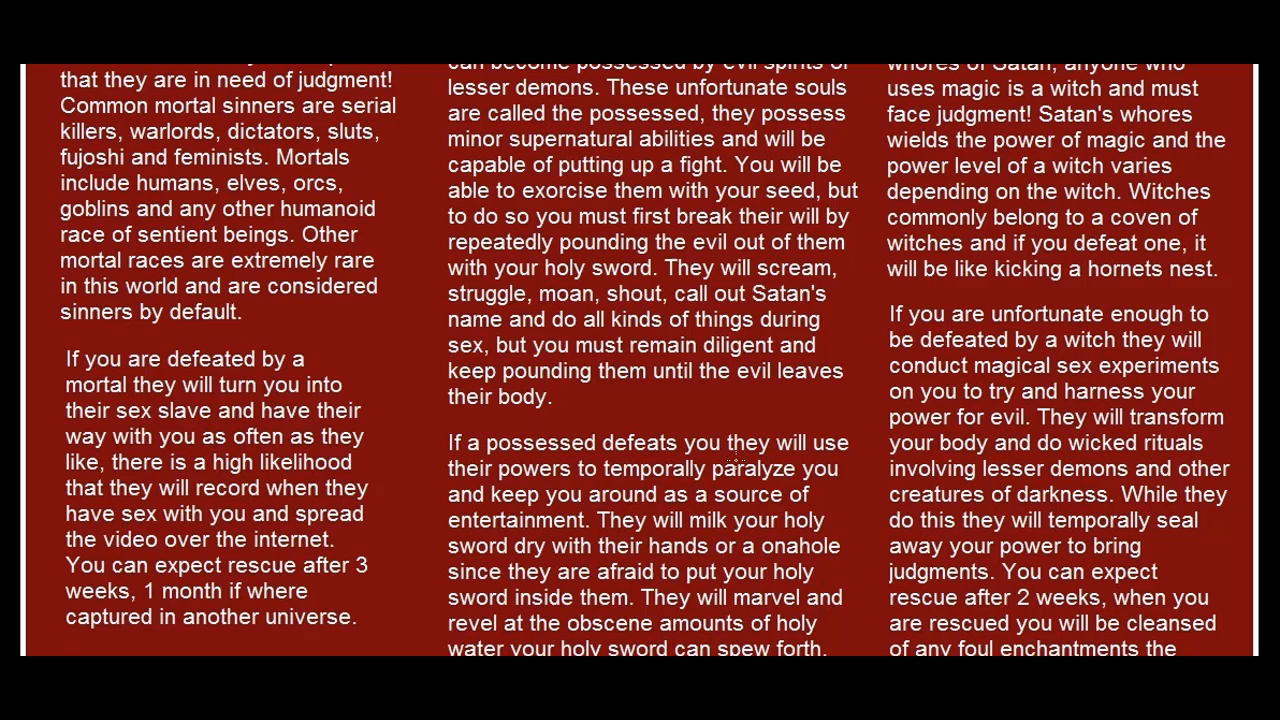 that they are in need of judgment!
Common mortal sinners are serial
killers, warlords, dictators, sluts,
fujoshi and feminists. Mortals
include humans, elves, orcs,
goblins and any other humanoid
race of sentient beings. Other
mortal races are extremely rare
in this world and are considered
sinners by default.
If you are defeated by a
mortal they will turn you into
their sex slave and have their
way with you as often as they
like, there is a high likelihood
that they will record when they
have sex with you and spread
the video over the internet.
You can expect rescue after 3
weeks, 1 month if where
captured in another universe.
can become possessed by evil spirits or
lesser demons. These unfortunate souls
are called the possessed, they possess
minor supernatural abilities and will be
capable of putting up a fight. You will be
able to exorcise them with your seed, but
to do so you must first break their will by
repeatedly pounding the evil out of them
with your holy sword. They will scream,
struggle, moan, shout, call out Satan's
name and do all kinds of things during
sex, but you must remain diligent and
keep pounding them until the evil leaves
their body.
If a possessed defeats you they will use
their powers to temporally paralyze you
and keep you around as a source of
entertainment. They will milk your holy
sword dry with their hands or a onahole
since they are afraid to put your holy
sword inside them. They will marvel and
revel at the obscene amounts of holy
water your holy sword can spew forth.
whores of Satan, anyone who
uses magic is a witch and must
face judgment! Satan's whores
wields the power of magic and the
power level of a witch varies
depending on the witch. Witches
commonly belong to a coven of
witches and if you defeat one, it
will be like kicking a hornets nest.
If you are unfortunate enough to
be defeated by a witch they will
conduct magical sex experiments
on you to try and harness your
power for evil. They will transform
your body and do wicked rituals
involving lesser demons and other
creatures of darkness. While they
do this they will temporally seal
away your power to bring
judgments. You can expect
rescue after 2 weeks, when you
are rescued you will be cleansed
of any foul enchantments the